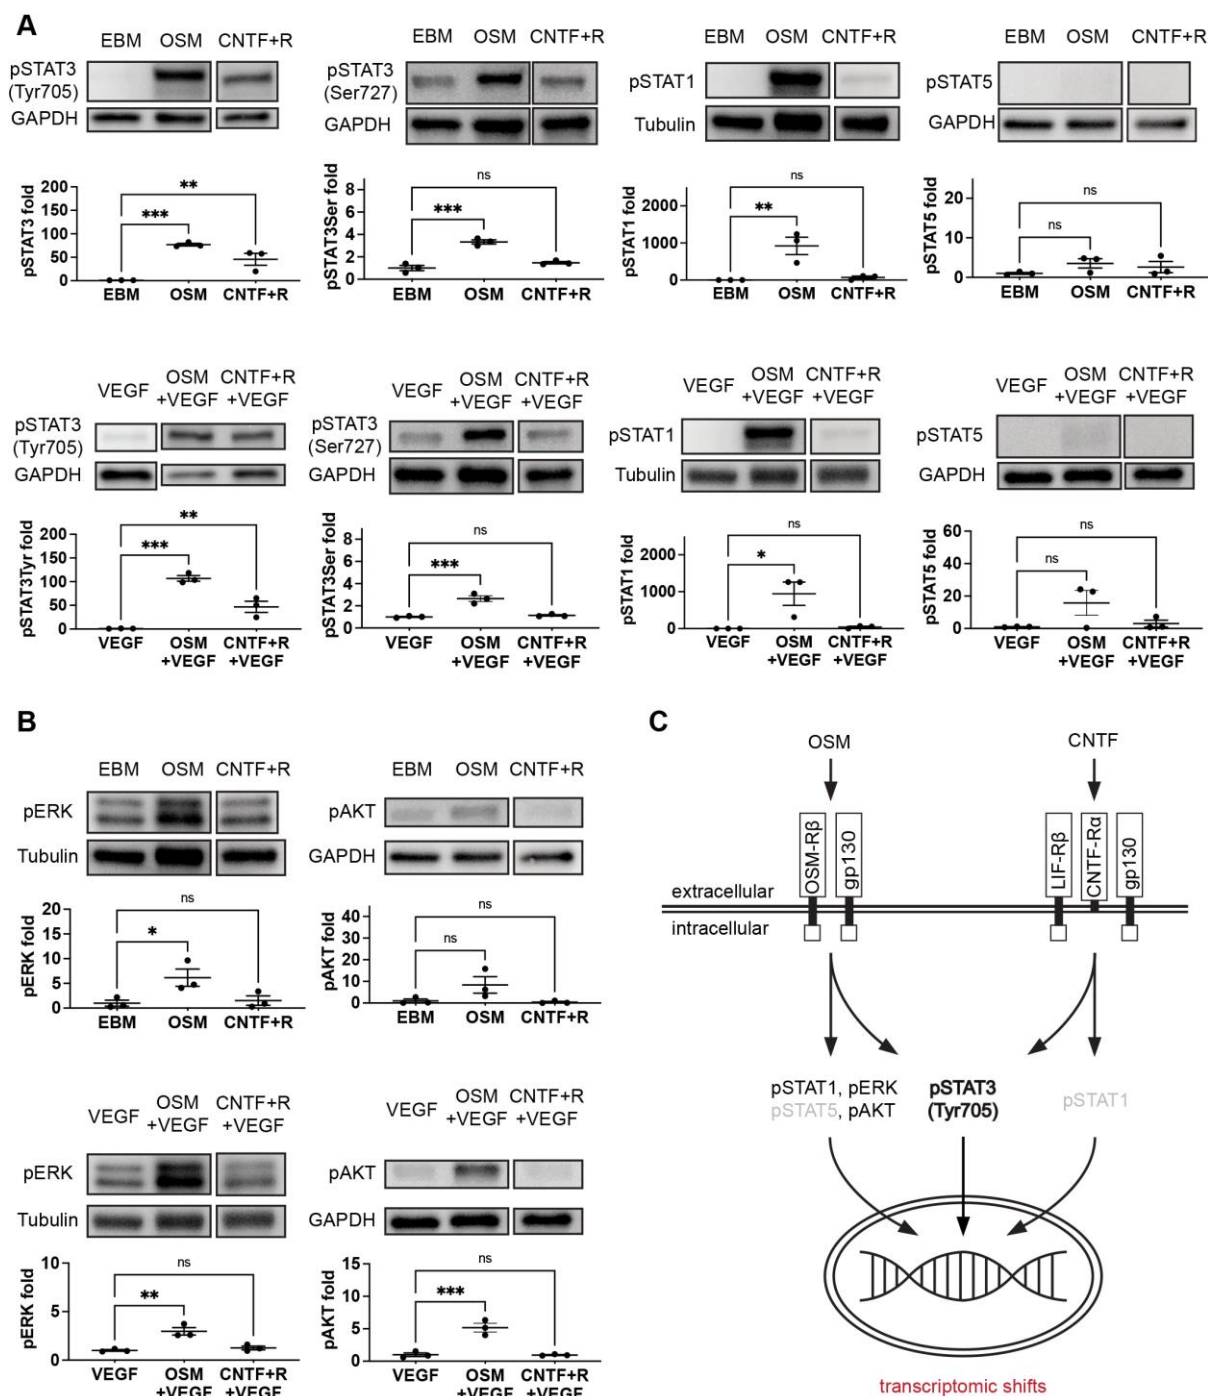 A
EBM OSM CNTF+R
pSTAT3
(Tyr705)
GAPDH
pSTAT3 fold
200
150
100
50
0
**
***
EBM OSM CNTF+R
EBM OSM CNTF+R
pSTAT3
(Ser727)
GAPDH
pSTAT3Ser fold
8
6
4
2
0
ns
***
EBM OSM CNTF+R
EBM OSM CNTF+R
pSTAT1
Tubulin
pSTAT1 fold
2000
1000
0
ns
**
EBM OSM CNTF+R
EBM OSM CNTF+R
pSTAT5
GAPDH
pSTAT5 fold
20
10
0
ns
ns
EBM OSM CNTF+R
VEGF OSM +VEGF CNTF+R +VEGF
pSTAT3
(Tyr705)
GAPDH
pSTAT3Tyr fold
200
150
100
50
0
**
***
VEGF OSM CNTF+R
+VEGF +VEGF
VEGF OSM +VEGF CNTF+R +VEGF
pSTAT3
(Ser727)
GAPDH
pSTAT3Ser fold
8
6
4
2
0
ns
***
VEGF OSM CNTF+R
+VEGF +VEGF
VEGF OSM +VEGF CNTF+R +VEGF
pSTAT1
Tubulin
pSTAT1 fold
2000
1000
0
ns
*
VEGF OSM CNTF+R
+VEGF +VEGF
VEGF OSM +VEGF CNTF+R +VEGF
pSTAT5
GAPDH
pSTAT5 fold
60
40
20
0
ns
ns
VEGF OSM CNTF+R
+VEGF +VEGF
B
EBM OSM CNTF+R
pERK
Tubulin
pERK fold
20
15
10
5
0
ns
*
EBM OSM CNTF+R
EBM OSM CNTF+R
pAKT
GAPDH
pAKT fold
40
30
20
10
0
ns
ns
EBM OSM CNTF+R
VEGF OSM +VEGF CNTF+R +VEGF
pERK
Tubulin
pERK fold
10
5
0
ns
**
VEGF OSM CNTF+R
+VEGF +VEGF
VEGF OSM +VEGF CNTF+R +VEGF
pAKT
GAPDH
pAKT fold
15
10
5
0
ns
***
VEGF OSM CNTF+R
+VEGF +VEGF
C
OSM CNTF
OSM-Rβ
gp130
LIF-Rβ
CNTF-Rα
gp130
extracellular
intracellular
pSTAT1, pERK
pSTAT5, pAKT
pSTAT3
(Tyr705)
pSTAT1
transcriptomic shifts